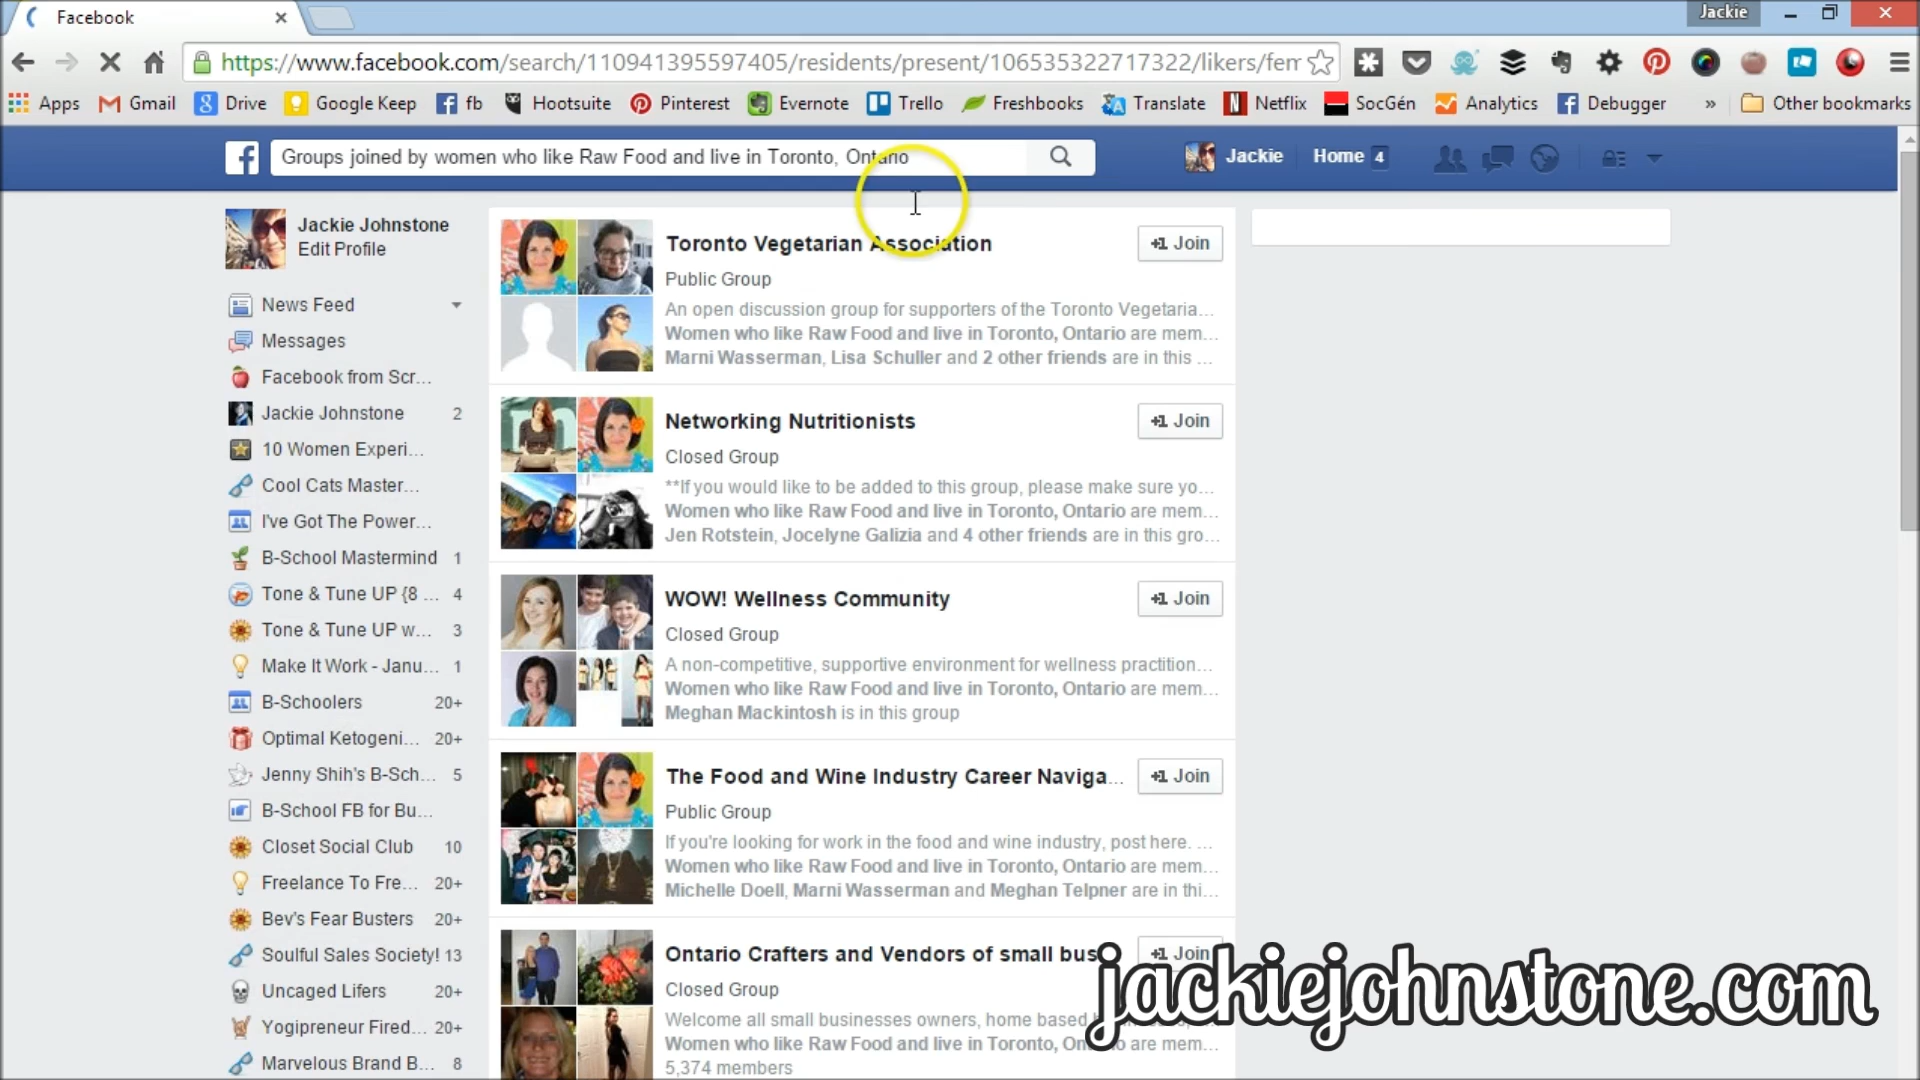 Facebook
Jackie
https://www.facebook.com/search/110941395597405/residents/present/106535322717322/likers/fem
Apps Gmail Drive Google Keep fb Hootsuite Pinterest Evernote Trello Freshbooks Translate Netflix SocGén Analytics Debugger » Other bookmarks
Groups joined by women who like Raw Food and live in Toronto, Ontario
Jackie Home 4
Jackie Johnstone
Edit Profile
News Feed
Messages
Facebook from Scr...
Jackie Johnstone 2
10 Women Experi...
Cool Cats Master...
I've Got The Power...
B-School Mastermind 1
Tone & Tune UP {8 ... 4
Tone & Tune UP w... 3
Make It Work - Janu... 1
B-Schoolers 20+
Optimal Ketogeni... 20+
Jenny Shih's B-Sch... 5
B-School FB for Bu...
Closet Social Club 10
Freelance To Fre... 20+
Bev's Fear Busters 20+
Soulful Sales Society! 13
Uncaged Lifers 20+
Yogipreneur Fired... 20+
Marvelous Brand B... 8
Toronto Vegetarian Association
+1 Join
Public Group
An open discussion group for supporters of the Toronto Vegetaria...
Women who like Raw Food and live in Toronto, Ontario are mem...
Marni Wasserman, Lisa Schuller and 2 other friends are in this ...
Networking Nutritionists
+1 Join
Closed Group
**If you would like to be added to this group, please make sure yo...
Women who like Raw Food and live in Toronto, Ontario are mem...
Jen Rotstein, Jocelyne Galizia and 4 other friends are in this gro...
WOW! Wellness Community
+1 Join
Closed Group
A non-competitive, supportive environment for wellness practition...
Women who like Raw Food and live in Toronto, Ontario are mem...
Meghan Mackintosh is in this group
The Food and Wine Industry Career Naviga...
+1 Join
Public Group
If you're looking for work in the food and wine industry, post here. ...
Women who like Raw Food and live in Toronto, Ontario are mem...
Michelle Doell, Marni Wasserman and Meghan Telpner are in thi...
Ontario Crafters and Vendors of small bus
+1 Join
Closed Group
Welcome all small businesses owners, home based
Women who like Raw Food and live in Toronto, Ontario are mem...
5,374 members
jackiejohnstone.com